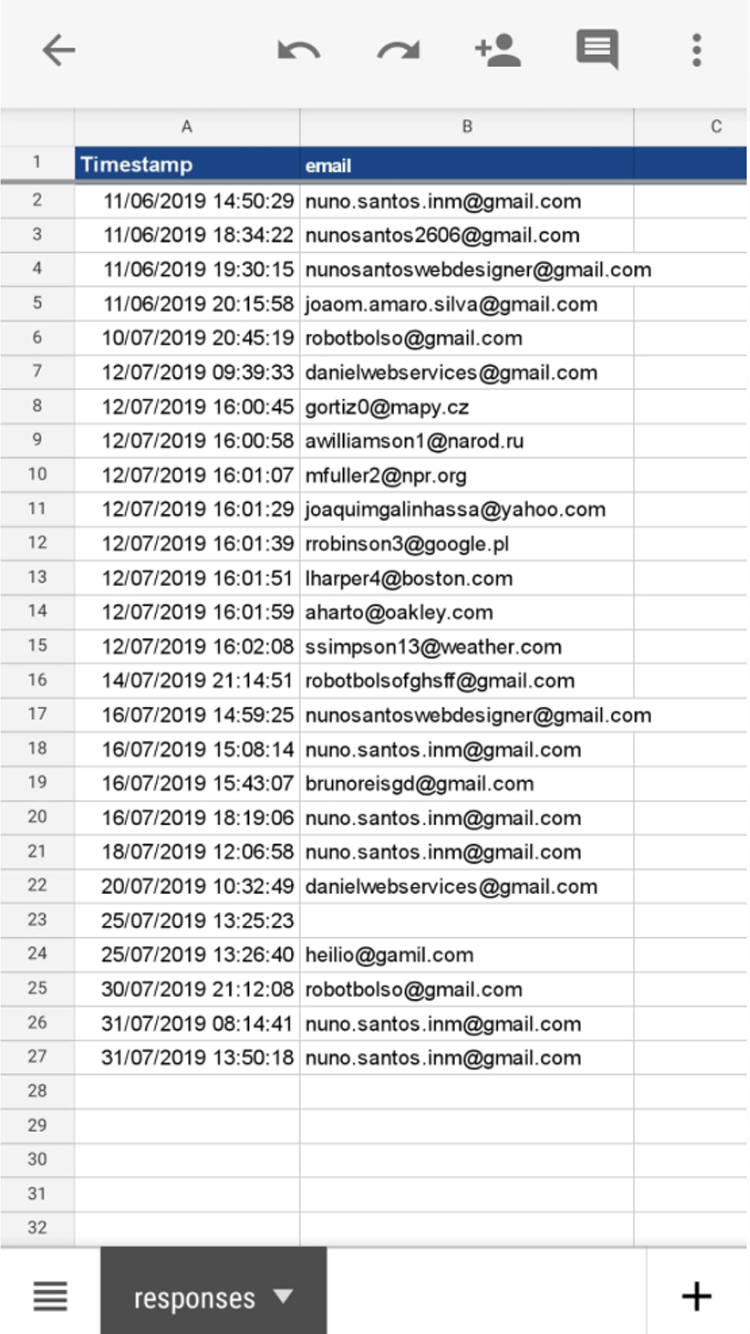 A B C
1 Timestamp email
2 11/06/2019 14:50:29 nuno.santos.inm@gmail.com
3 11/06/2019 18:34:22 nunosantos2606@gmail.com
4 11/06/2019 19:30:15 nunosantoswebdesigner@gmail.com
5 11/06/2019 20:15:58 joaom.amaro.silva@gmail.com
6 10/07/2019 20:45:19 robotbolso@gmail.com
7 12/07/2019 09:39:33 danielwebservices@gmail.com
8 12/07/2019 16:00:45 gortiz0@mapy.cz
9 12/07/2019 16:00:58 awilliamson1@narod.ru
10 12/07/2019 16:01:07 mfuller2@npr.org
11 12/07/2019 16:01:29 joaquimgalinhassa@yahoo.com
12 12/07/2019 16:01:39 rrobinson3@google.pl
13 12/07/2019 16:01:51 lharper4@boston.com
14 12/07/2019 16:01:59 aharto@oakley.com
15 12/07/2019 16:02:08 ssimpson13@weather.com
16 14/07/2019 21:14:51 robotbolsofghsff@gmail.com
17 16/07/2019 14:59:25 nunosantoswebdesigner@gmail.com
18 16/07/2019 15:08:14 nuno.santos.inm@gmail.com
19 16/07/2019 15:43:07 brunoreisgd@gmail.com
20 16/07/2019 18:19:06 nuno.santos.inm@gmail.com
21 18/07/2019 12:06:58 nuno.santos.inm@gmail.com
22 20/07/2019 10:32:49 danielwebservices@gmail.com
23 25/07/2019 13:25:23
24 25/07/2019 13:26:40 heilio@gamil.com
25 30/07/2019 21:12:08 robotbolso@gmail.com
26 31/07/2019 08:14:41 nuno.santos.inm@gmail.com
27 31/07/2019 13:50:18 nuno.santos.inm@gmail.com
28
29
30
31
32
responses